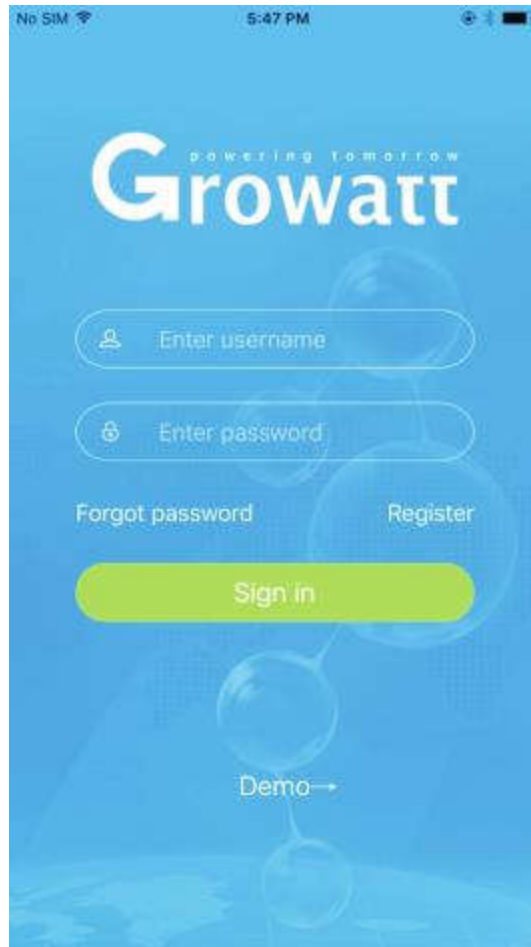 No SIM 5:47 PM
powering tomorrow
Growatt
Enter username
Enter password
Forgot password Register
Sign in
Demo→